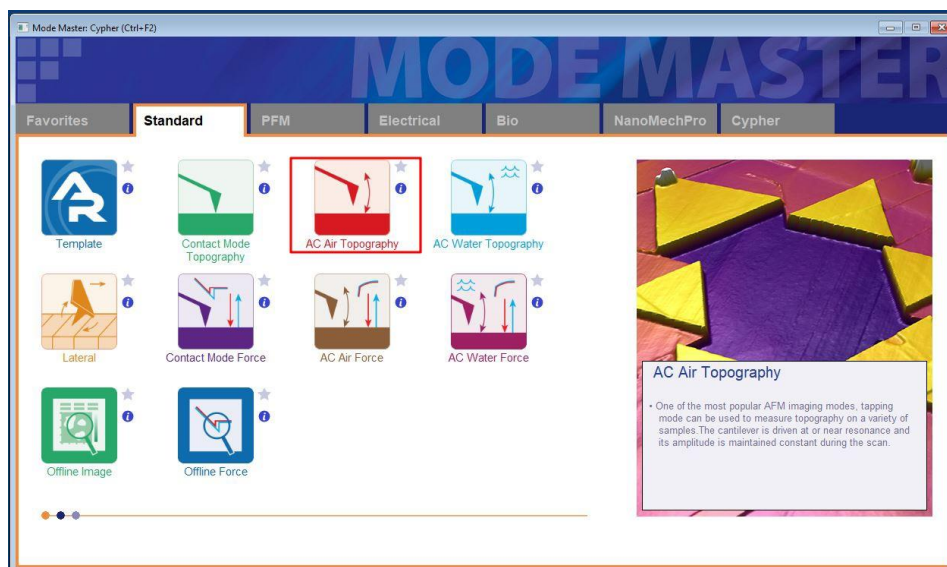 Mode Master: Cypher (Ctrl+F2)
MODE MASTER
Favorites
Standard
PFM
Electrical
Bio
NanoMechPro
Cypher
AR
Template
Contact Mode
Topography
AC Air Topography
AC Water Topography
Lateral
Contact Mode Force
AC Air Force
AC Water Force
Offline Image
Offline Force
AC Air Topography
• One of the most popular AFM imaging modes, tapping
mode can be used to measure topography on a variety of
samples.The cantilever is driven at or near resonance and
its amplitude is maintained constant during the scan.